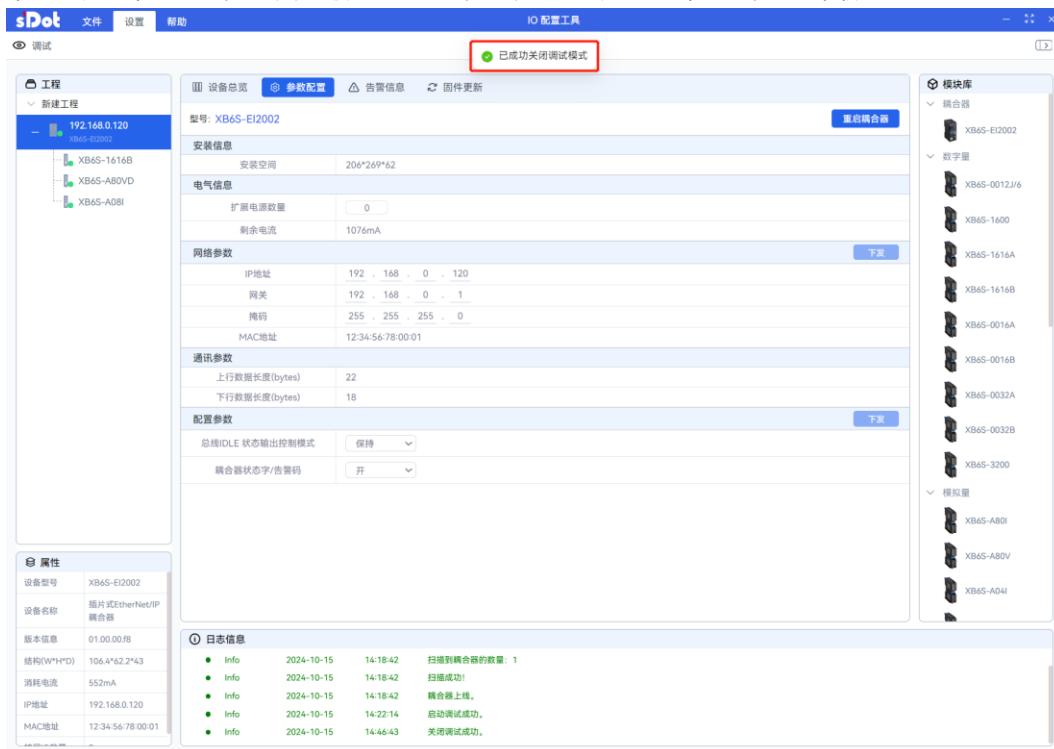 sDot 文件 设置 帮助 IO 配置工具
调试
已成功关闭调试模式
工程
新建工程
192.168.0.120
XB6S-EI2002
XB6S-1616B
XB6S-A80VD
XB6S-A08I
设备总览 参数配置 告警信息 固件更新
型号: XB6S-EI2002 重启耦合器
安装信息
安装空间 206*269*62
电气信息
扩展电源数量 0
剩余电流 1076mA
网络参数 下发
IP地址 192 . 168 . 0 . 120
网关 192 . 168 . 0 . 1
掩码 255 . 255 . 255 . 0
MAC地址 12:34:56:78:00:01
通讯参数
上行数据长度(bytes) 22
下行数据长度(bytes) 18
配置参数 下发
总线IDLE 状态输出控制模式 保持
耦合器状态字/告警码 开
模块库
耦合器
XB6S-EI2002
数字量
XB6S-0012J/6
XB6S-1600
XB6S-1616A
XB6S-1616B
XB6S-0016A
XB6S-0016B
XB6S-0032A
XB6S-0032B
XB6S-3200
模拟量
XB6S-A80I
XB6S-A80V
XB6S-A04I
属性
设备型号 XB6S-EI2002
设备名称 插片式EtherNet/IP
耦合器
版本信息 01.00.00.f8
结构(W*H*D) 106.4*62.2*43
消耗电流 552mA
IP地址 192.168.0.120
MAC地址 12:34:56:78:00:01
日志信息
Info 2024-10-15 14:18:42 扫描到耦合器的数量: 1
Info 2024-10-15 14:18:42 扫描成功!
Info 2024-10-15 14:18:42 耦合器上线。
Info 2024-10-15 14:22:14 启动调试成功。
Info 2024-10-15 14:46:43 关闭调试成功。